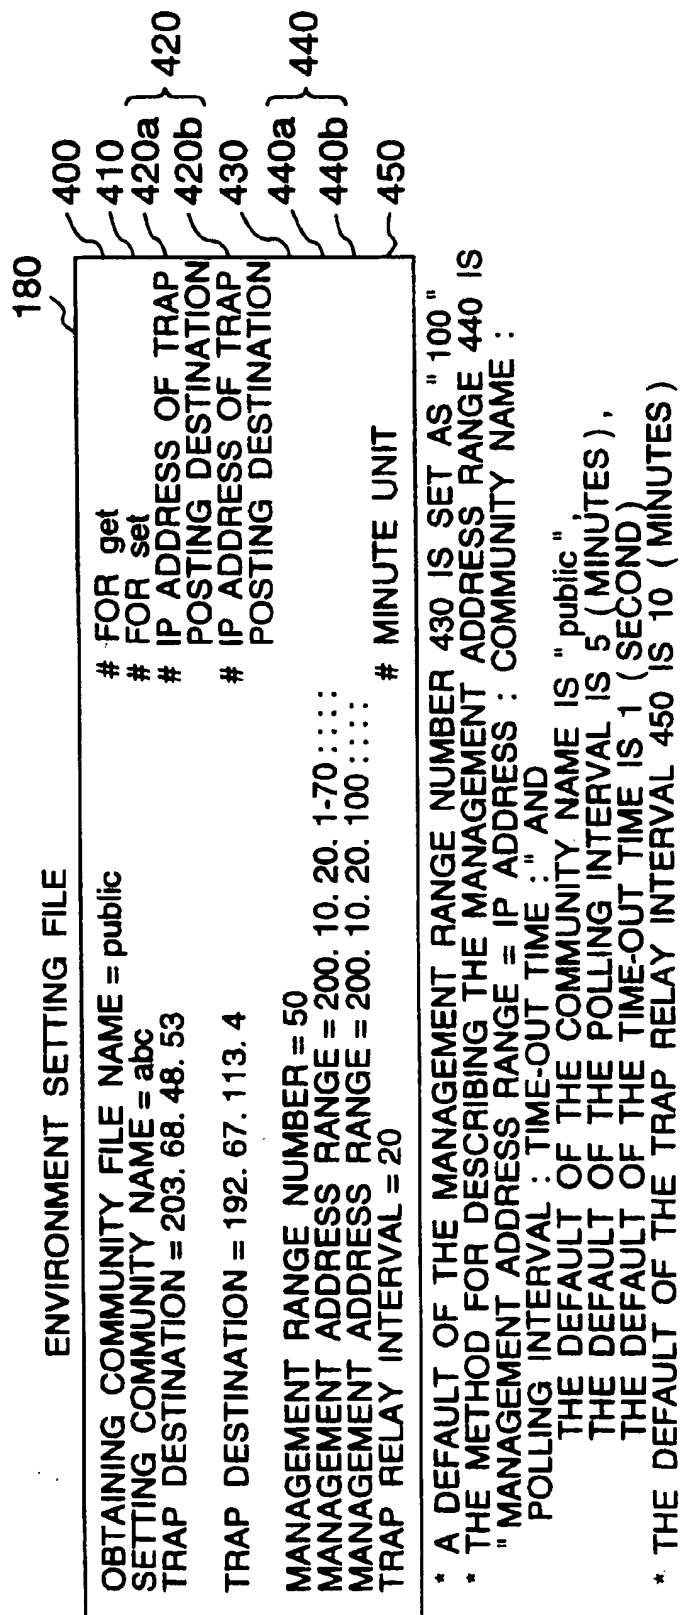 ENVIRONMENT SETTING FILE
180
OBTAINING COMMUNITY FILE NAME = public # FOR get 400
SETTING COMMUNITY NAME = abc # FOR set 410
TRAP DESTINATION = 203. 68. 48. 53 # IP ADDRESS OF TRAP 420a 420
POSTING DESTINATION
TRAP DESTINATION = 192. 67. 113. 4 # IP ADDRESS OF TRAP 420b
POSTING DESTINATION
MANAGEMENT RANGE NUMBER = 50 430
MANAGEMENT ADDRESS RANGE = 200. 10. 20. 1-70 : : : : 440a 440
MANAGEMENT ADDRESS RANGE = 200. 10. 20. 100 : : : : 440b
TRAP RELAY INTERVAL = 20 # MINUTE UNIT 450
* A DEFAULT OF THE MANAGEMENT RANGE NUMBER 430 IS SET AS "100"
* THE METHOD FOR DESCRIBING THE MANAGEMENT ADDRESS RANGE 440 IS
"MANAGEMENT ADDRESS RANGE = IP ADDRESS : COMMUNITY NAME :
POLLING INTERVAL : TIME-OUT TIME :" AND
THE DEFAULT OF THE COMMUNITY NAME IS "public",
THE DEFAULT OF THE POLLING INTERVAL IS 5 (MINUTES),
THE DEFAULT OF THE TIME-OUT TIME IS 1 (SECOND)
* THE DEFAULT OF THE TRAP RELAY INTERVAL 450 IS 10 (MINUTES)